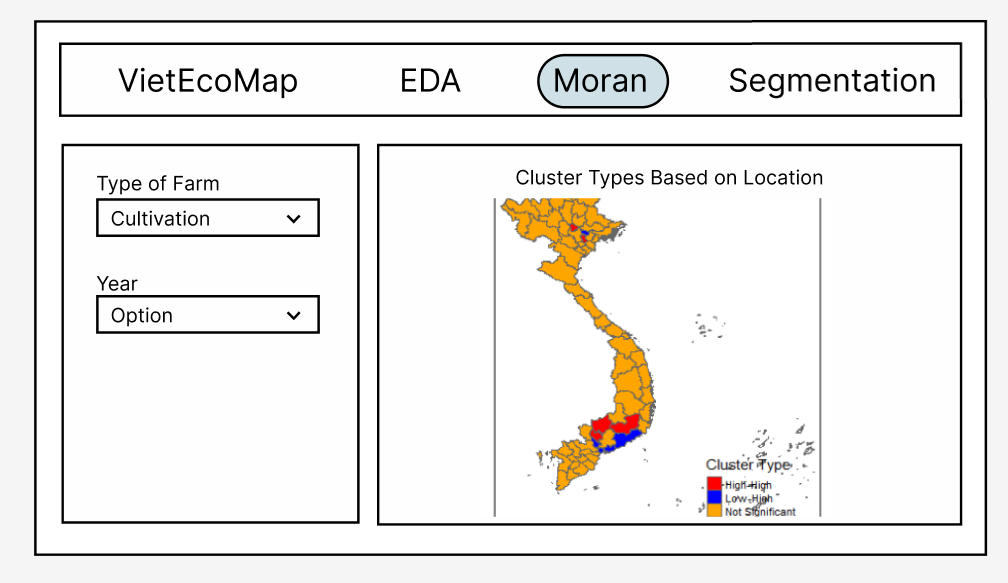 VietEcoMap EDA Moran Segmentation
Type of Farm
Cultivation
Year
Option
Cluster Types Based on Location
Cluster Type
High-High
Low-High
Not Significant